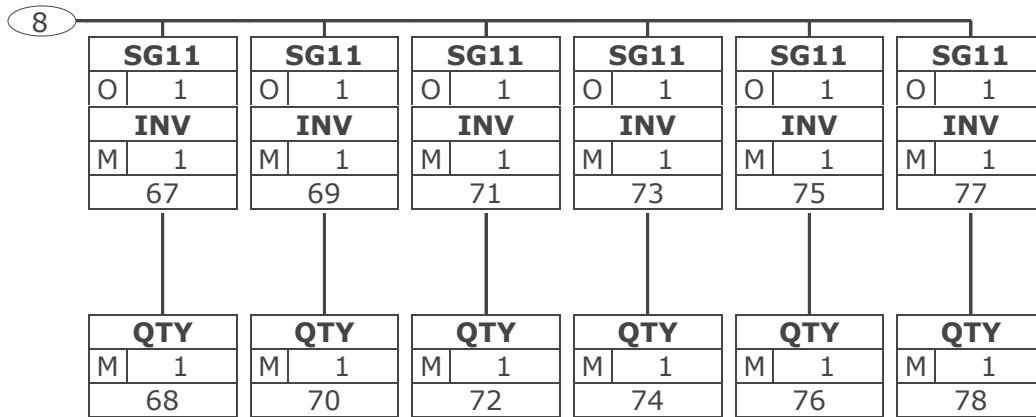 8
SG11 SG11 SG11 SG11 SG11 SG11
O 1 O 1 O 1 O 1 O 1 O 1
INV INV INV INV INV INV
M 1 M 1 M 1 M 1 M 1 M 1
67 69 71 73 75 77
QTY QTY QTY QTY QTY QTY
M 1 M 1 M 1 M 1 M 1 M 1
68 70 72 74 76 78